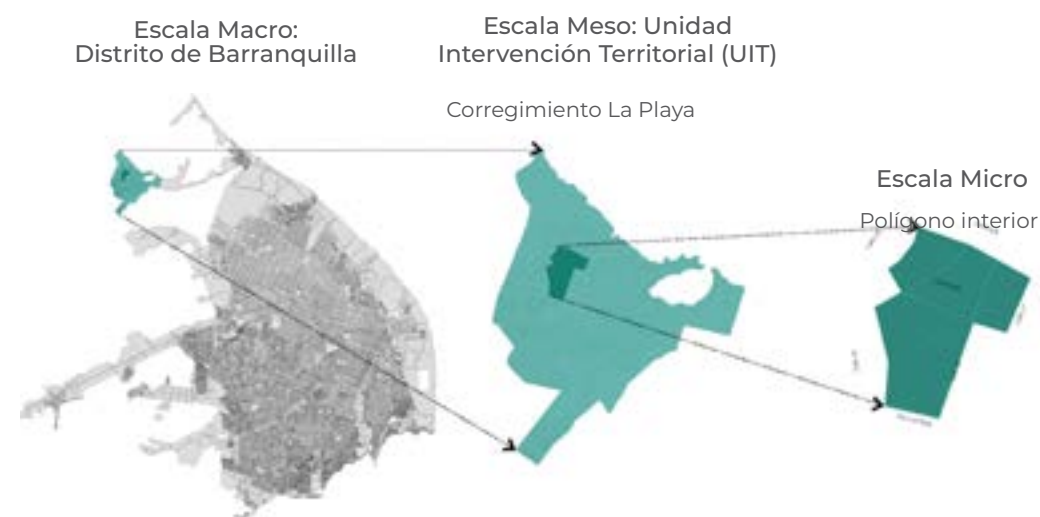 Escala Macro:
Distrito de Barranquilla
Escala Meso: Unidad
Intervención Territorial (UIT)
Corregimiento La Playa
Escala Micro
Polígono interior